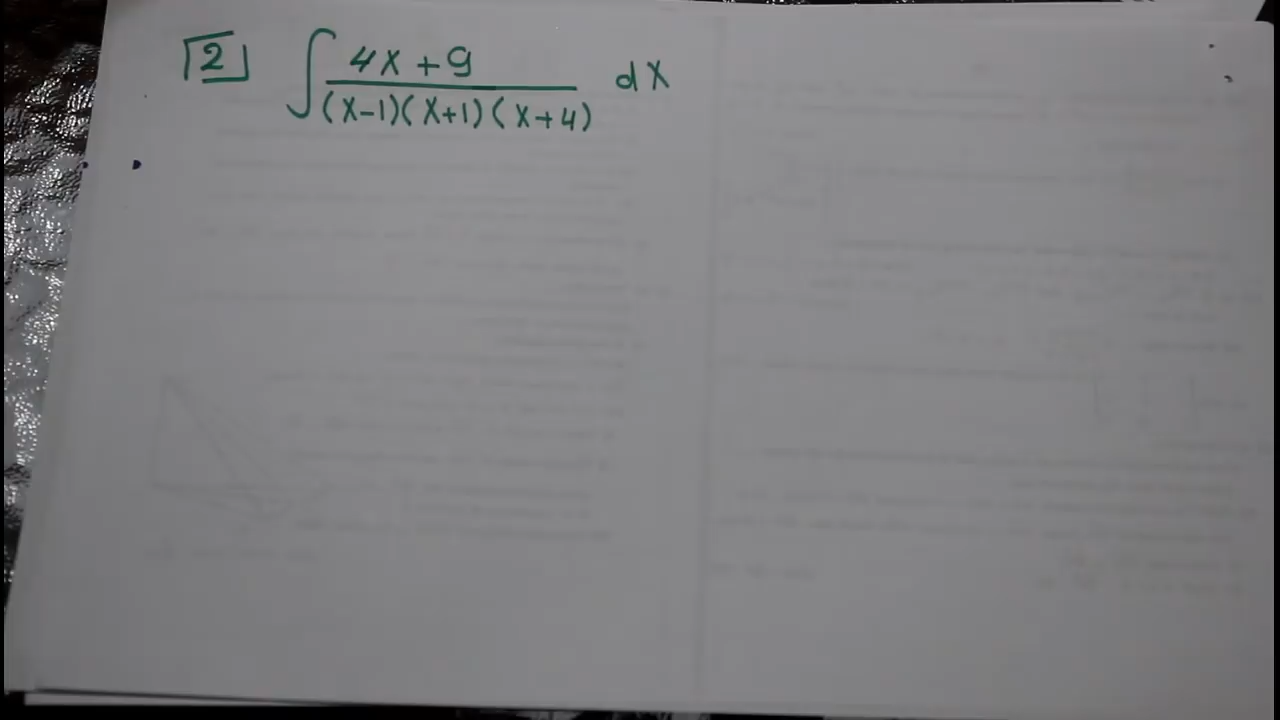 2 ∫ 4x+9 / (x-1)(x+1)(x+4) dx